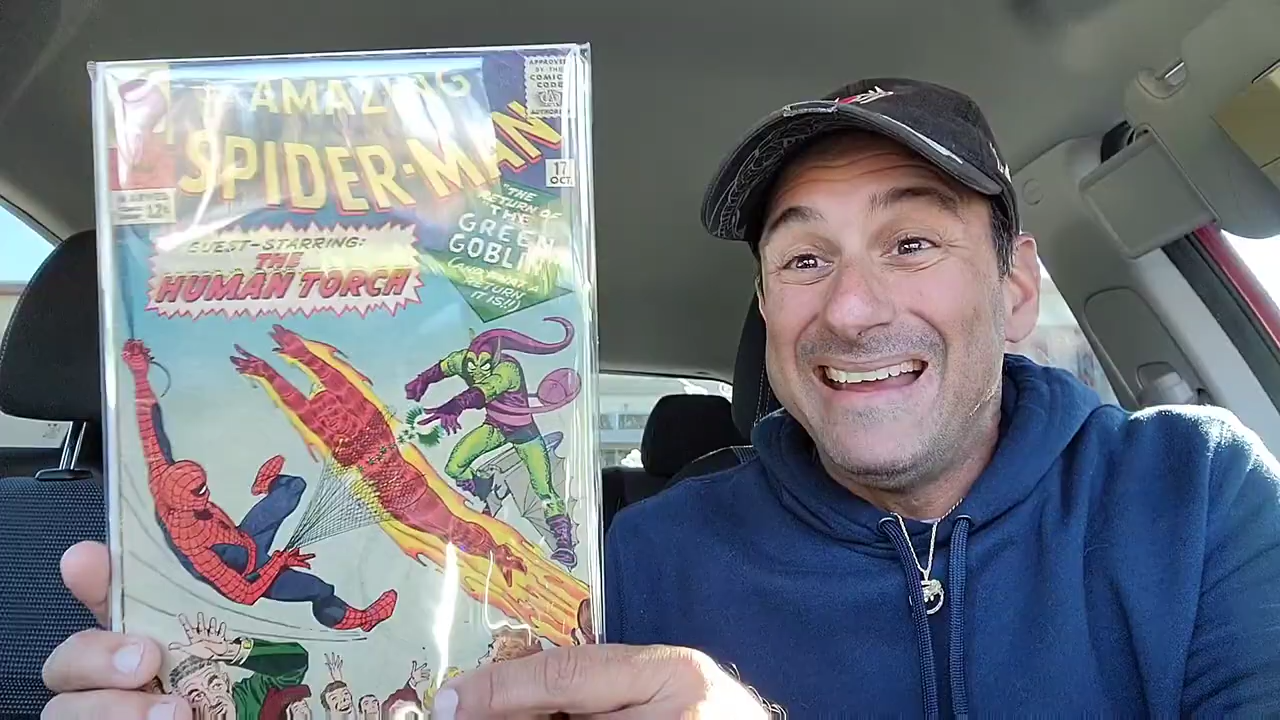 THE AMAZING
SPIDER-MAN
APPROVED
BY THE
COMICS
CODE
AUTHORITY
17
OCT.
12¢
GUEST-STARRING:
THE
HUMAN TORCH
"THE
RETURN OF
THE
GREEN
GOBLIN"
(AND WHAT A
RETURN
IT IS!!)